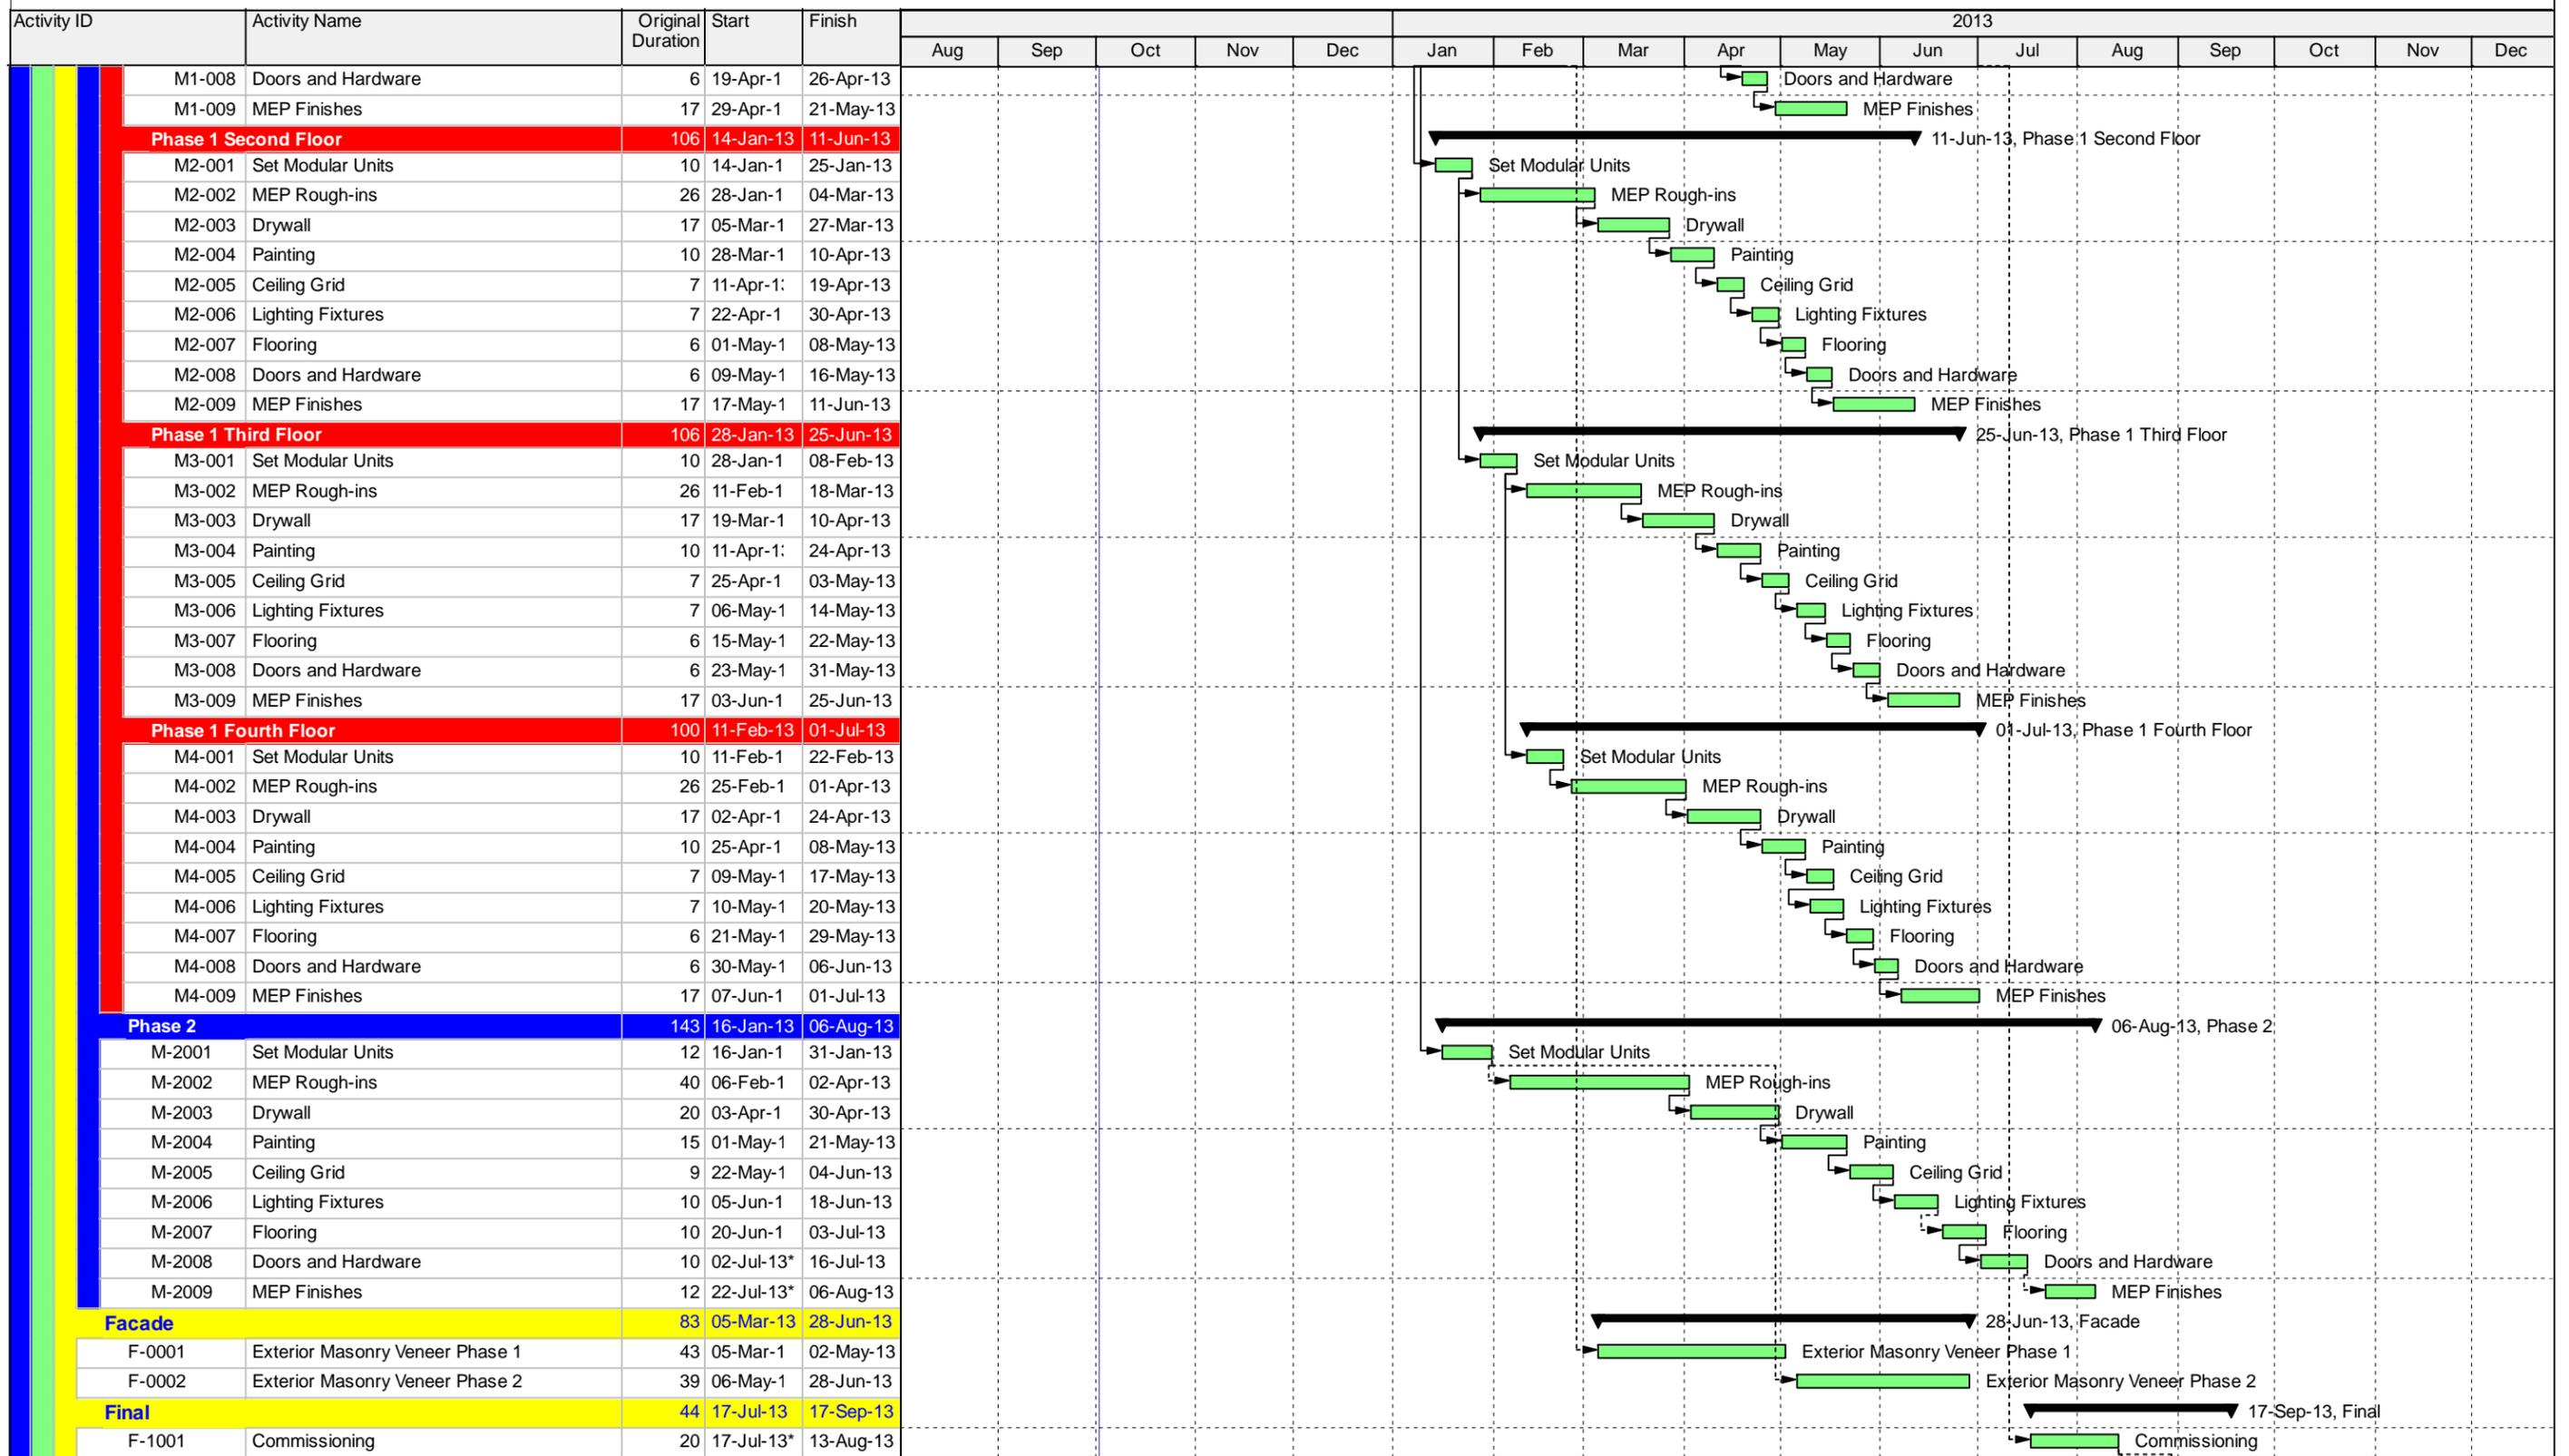 Activity ID Activity Name Original Duration Start Finish
2013
Aug Sep Oct Nov Dec Jan Feb Mar Apr May Jun Jul Aug Sep Oct Nov Dec
M1-008 Doors and Hardware 6 19-Apr-1 26-Apr-13 Doors and Hardware
M1-009 MEP Finishes 17 29-Apr-1 21-May-13 MEP Finishes
Phase 1 Second Floor 106 14-Jan-13 11-Jun-13 11-Jun-13, Phase 1 Second Floor
M2-001 Set Modular Units 10 14-Jan-1 25-Jan-13 Set Modular Units
M2-002 MEP Rough-ins 26 28-Jan-1 04-Mar-13 MEP Rough-ins
M2-003 Drywall 17 05-Mar-1 27-Mar-13 Drywall
M2-004 Painting 10 28-Mar-1 10-Apr-13 Painting
M2-005 Ceiling Grid 7 11-Apr-1: 19-Apr-13 Ceiling Grid
M2-006 Lighting Fixtures 7 22-Apr-1 30-Apr-13 Lighting Fixtures
M2-007 Flooring 6 01-May-1 08-May-13 Flooring
M2-008 Doors and Hardware 6 09-May-1 16-May-13 Doors and Hardware
M2-009 MEP Finishes 17 17-May-1 11-Jun-13 MEP Finishes
Phase 1 Third Floor 106 28-Jan-13 25-Jun-13 25-Jun-13, Phase 1 Third Floor
M3-001 Set Modular Units 10 28-Jan-1 08-Feb-13 Set Modular Units
M3-002 MEP Rough-ins 26 11-Feb-1 18-Mar-13 MEP Rough-ins
M3-003 Drywall 17 19-Mar-1 10-Apr-13 Drywall
M3-004 Painting 10 11-Apr-1: 24-Apr-13 Painting
M3-005 Ceiling Grid 7 25-Apr-1 03-May-13 Ceiling Grid
M3-006 Lighting Fixtures 7 06-May-1 14-May-13 Lighting Fixtures
M3-007 Flooring 6 15-May-1 22-May-13 Flooring
M3-008 Doors and Hardware 6 23-May-1 31-May-13 Doors and Hardware
M3-009 MEP Finishes 17 03-Jun-1 25-Jun-13 MEP Finishes
Phase 1 Fourth Floor 100 11-Feb-13 01-Jul-13 01-Jul-13, Phase 1 Fourth Floor
M4-001 Set Modular Units 10 11-Feb-1 22-Feb-13 Set Modular Units
M4-002 MEP Rough-ins 26 25-Feb-1 01-Apr-13 MEP Rough-ins
M4-003 Drywall 17 02-Apr-1 24-Apr-13 Drywall
M4-004 Painting 10 25-Apr-1 08-May-13 Painting
M4-005 Ceiling Grid 7 09-May-1 17-May-13 Ceiling Grid
M4-006 Lighting Fixtures 7 10-May-1 20-May-13 Lighting Fixtures
M4-007 Flooring 6 21-May-1 29-May-13 Flooring
M4-008 Doors and Hardware 6 30-May-1 06-Jun-13 Doors and Hardware
M4-009 MEP Finishes 17 07-Jun-1 01-Jul-13 MEP Finishes
Phase 2 143 16-Jan-13 06-Aug-13 06-Aug-13, Phase 2
M-2001 Set Modular Units 12 16-Jan-1 31-Jan-13 Set Modular Units
M-2002 MEP Rough-ins 40 06-Feb-1 02-Apr-13 MEP Rough-ins
M-2003 Drywall 20 03-Apr-1 30-Apr-13 Drywall
M-2004 Painting 15 01-May-1 21-May-13 Painting
M-2005 Ceiling Grid 9 22-May-1 04-Jun-13 Ceiling Grid
M-2006 Lighting Fixtures 10 05-Jun-1 18-Jun-13 Lighting Fixtures
M-2007 Flooring 10 20-Jun-1 03-Jul-13 Flooring
M-2008 Doors and Hardware 10 02-Jul-13* 16-Jul-13 Doors and Hardware
M-2009 MEP Finishes 12 22-Jul-13* 06-Aug-13 MEP Finishes
Facade 83 05-Mar-13 28-Jun-13 28-Jun-13, Facade
F-0001 Exterior Masonry Veneer Phase 1 43 05-Mar-1 02-May-13 Exterior Masonry Veneer Phase 1
F-0002 Exterior Masonry Veneer Phase 2 39 06-May-1 28-Jun-13 Exterior Masonry Veneer Phase 2
Final 44 17-Jul-13 17-Sep-13 17-Sep-13, Final
F-1001 Commissioning 20 17-Jul-13* 13-Aug-13 Commissioning